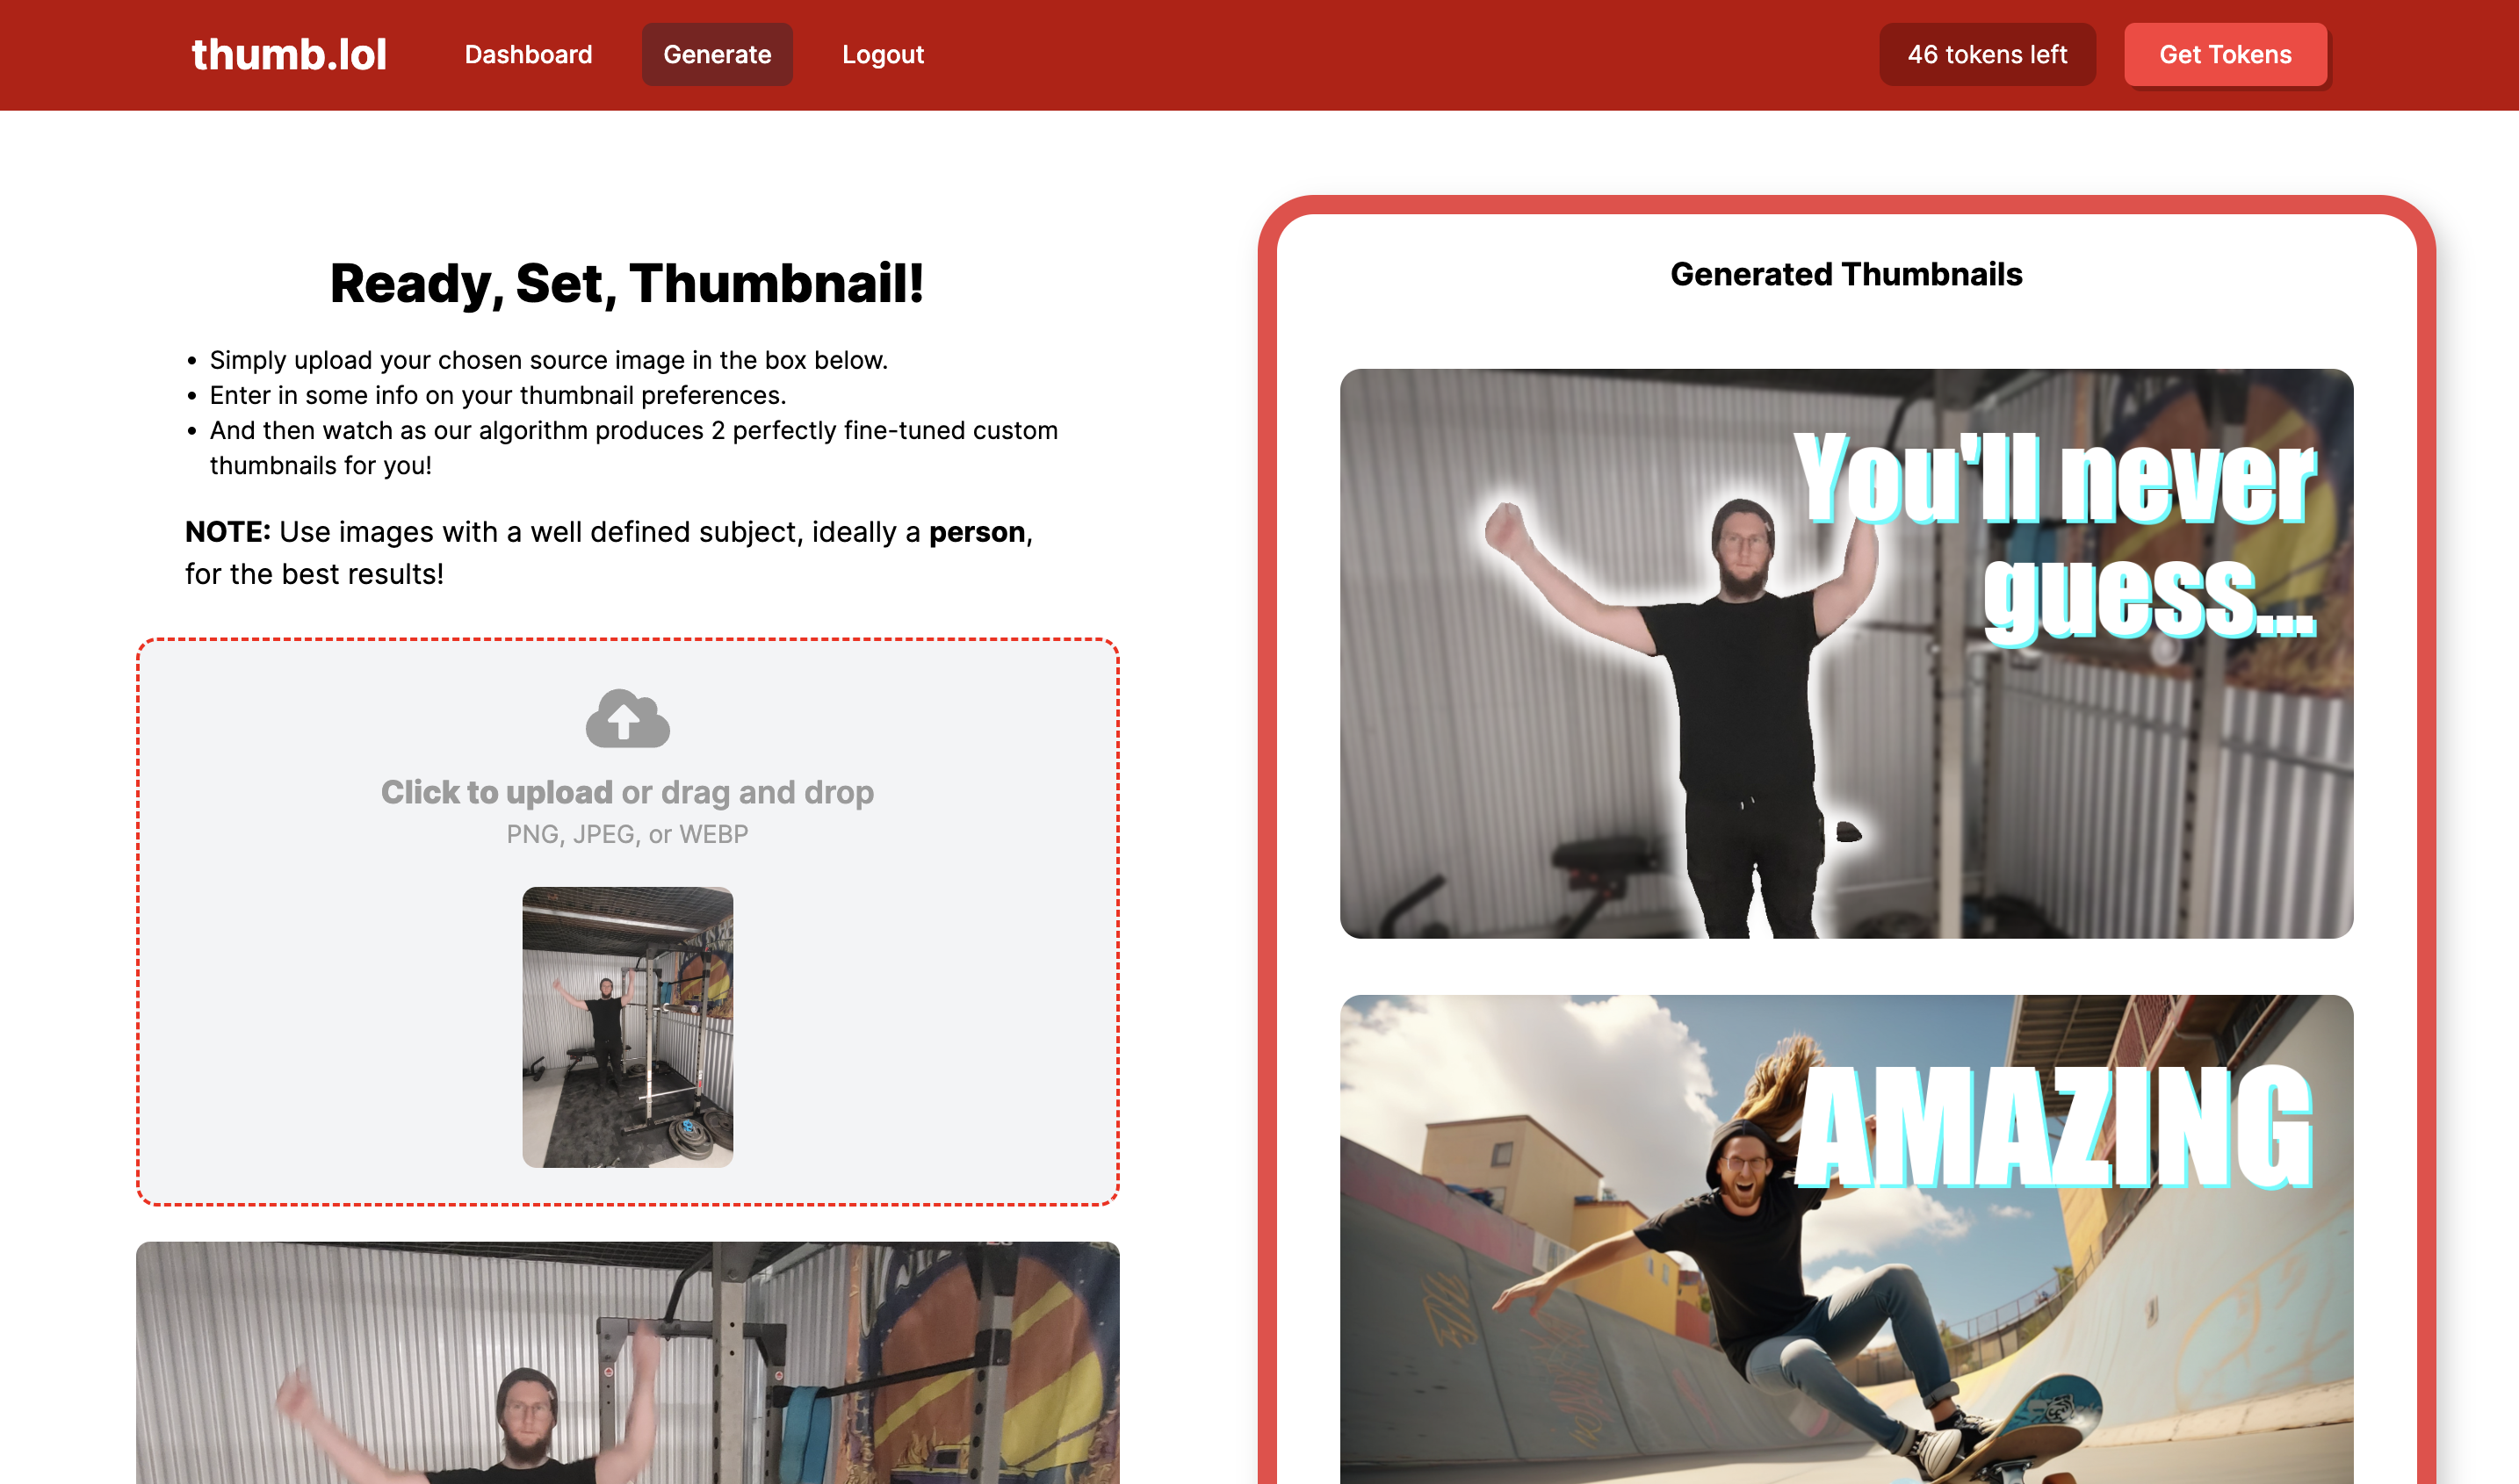 thumb.lol
Dashboard
Generate
Logout
46 tokens left
Get Tokens
Ready, Set, Thumbnail!
• Simply upload your chosen source image in the box below.
• Enter in some info on your thumbnail preferences.
• And then watch as our algorithm produces 2 perfectly fine-tuned custom
thumbnails for you!
NOTE: Use images with a well defined subject, ideally a person,
for the best results!
Click to upload or drag and drop
PNG, JPEG, or WEBP
Generated Thumbnails
You'll never
guess...
AMAZING